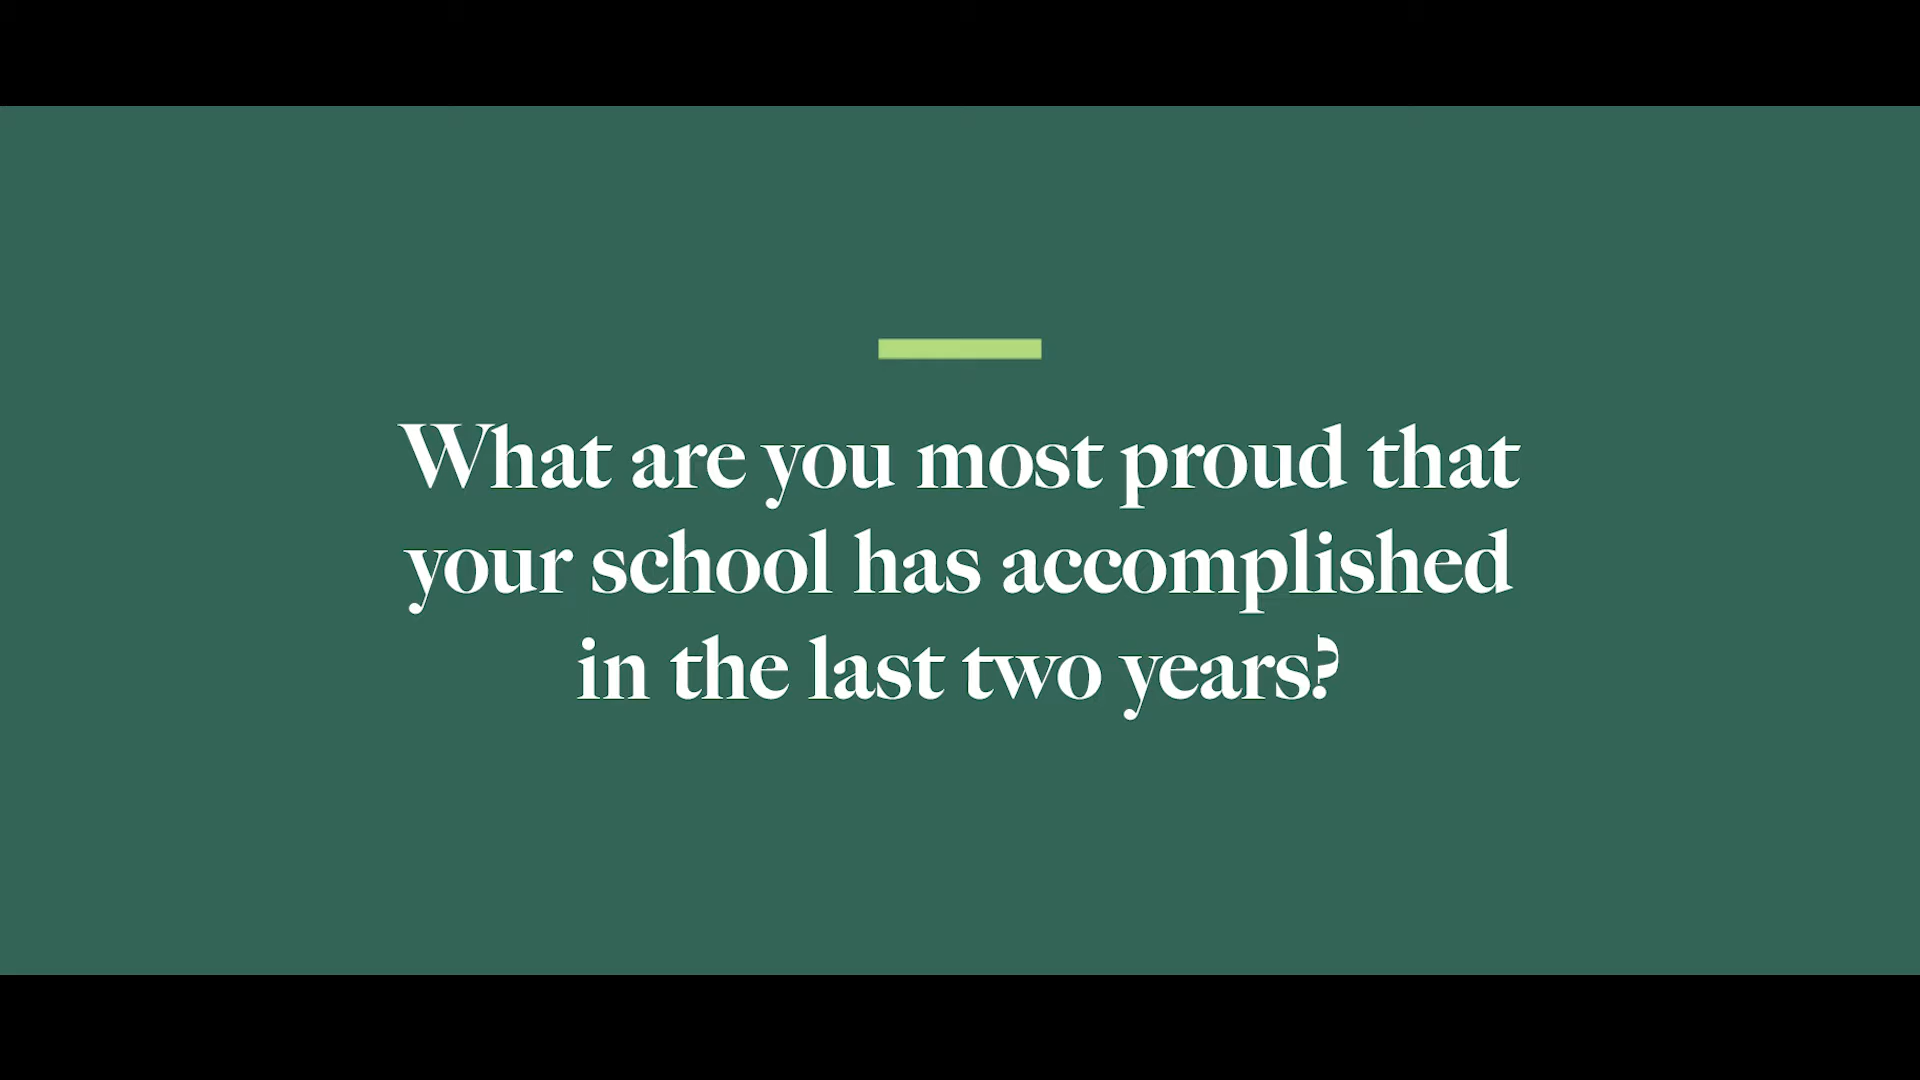 What are you most proud that
your school has accomplished
in the last two years?